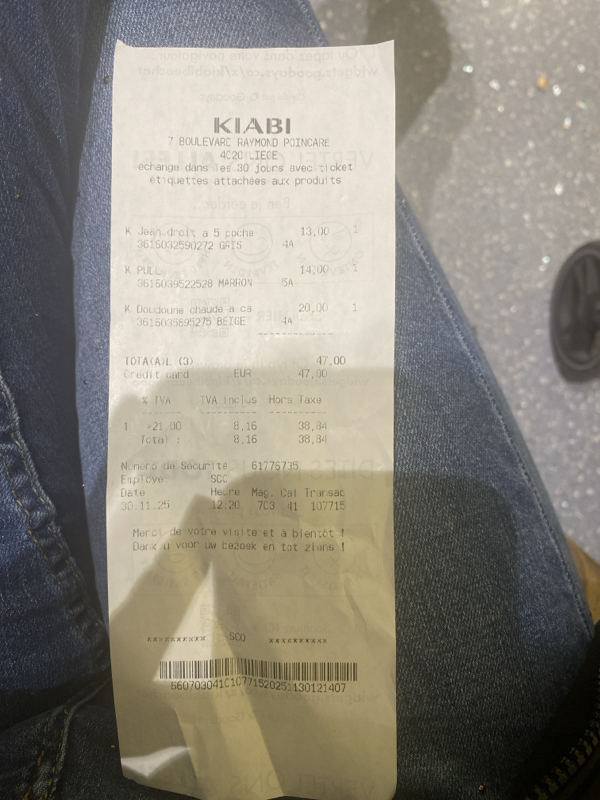 KIABI
7 BOULEVARD RAYMOND POINCARE
4020 LIEGE
echange dans les 30 jours avec ticket
étiquettes attachées aux produits
K Jean droit a 5 poche 13,00 1
3616032590272 GRIS 4A
K PULL 14,00 1
3616039522528 MARRON 5A
K Doudoune chaude a ca 20,00 1
3616035895275 BEIGE 4A
TOTA(A)L (3) 47,00
Credit card EUR 47,00
% TVA TVA inclus Hors Taxe
1 >21,00 8,16 38,84
Total : 8,16 38,84
Numero de Sécurité 61776735
Employe SCO
Date Heure Mag. Cai Transac
30.11.25 12:20 703 41 107715
Merci de votre visite et à bientôt !
Dank u voor uw bezoek en tot ziens !
xxxxxxxxxx SCO xxxxxxxxxx